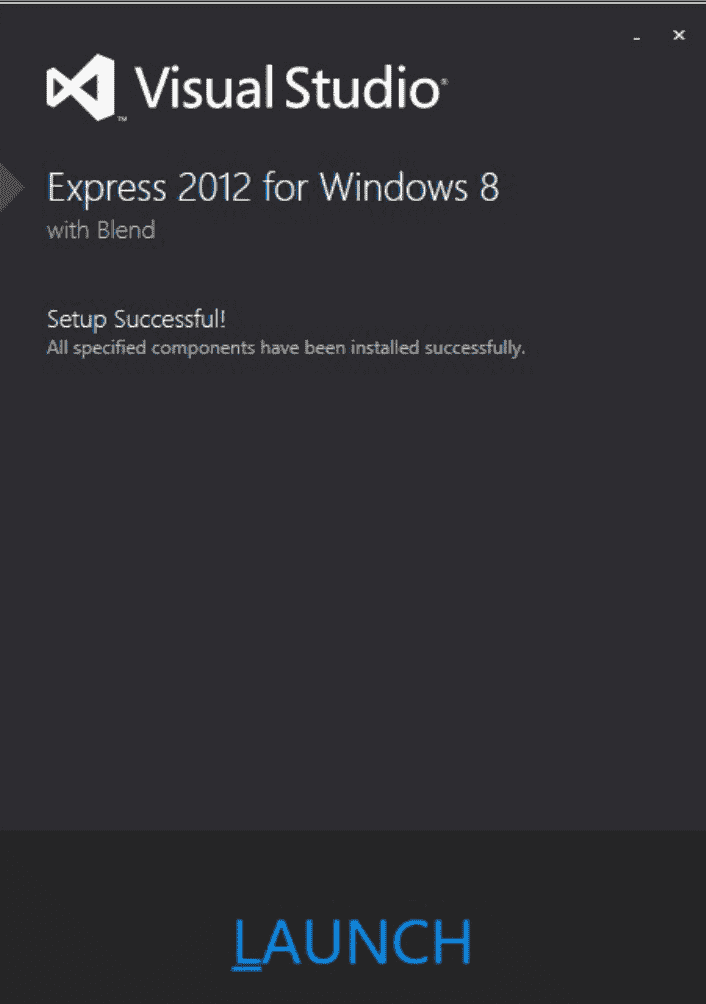 Visual Studio®
™
Express 2012 for Windows 8
with Blend
Setup Successful!
All specified components have been installed successfully.
LAUNCH